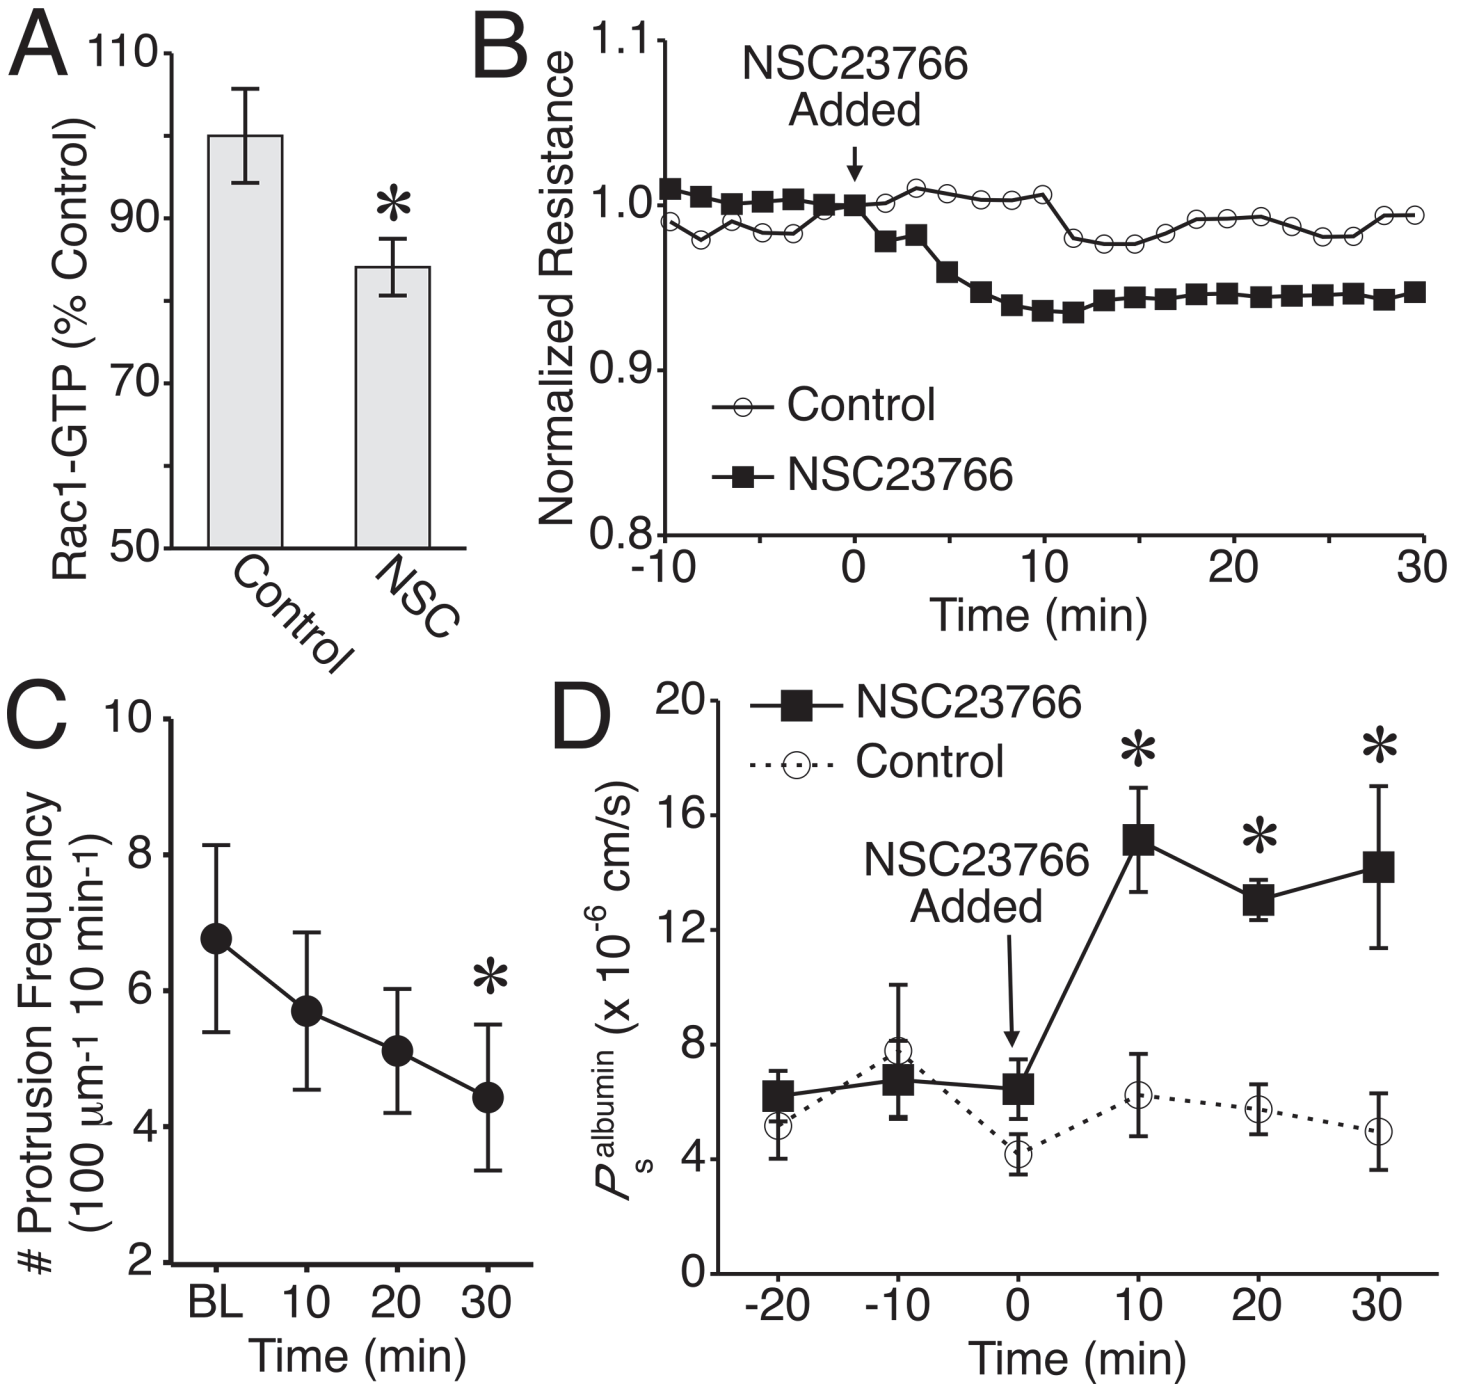 A
110
90
70
50
Rac1-GTP (% Control)
*
Control
NSC
B
1.1
1.0
0.9
0.8
Normalized Resistance
NSC23766
Added
Control
NSC23766
-10
0
10
20
30
Time (min)
C
10
8
6
4
2
# Protrusion Frequency
(100 μm-1 10 min-1)
*
BL
10
20
30
Time (min)
D
20
16
12
8
4
0
Ps albumin (x 10-6 cm/s)
NSC23766
Control
NSC23766
Added
*
*
*
-20
-10
0
10
20
30
Time (min)